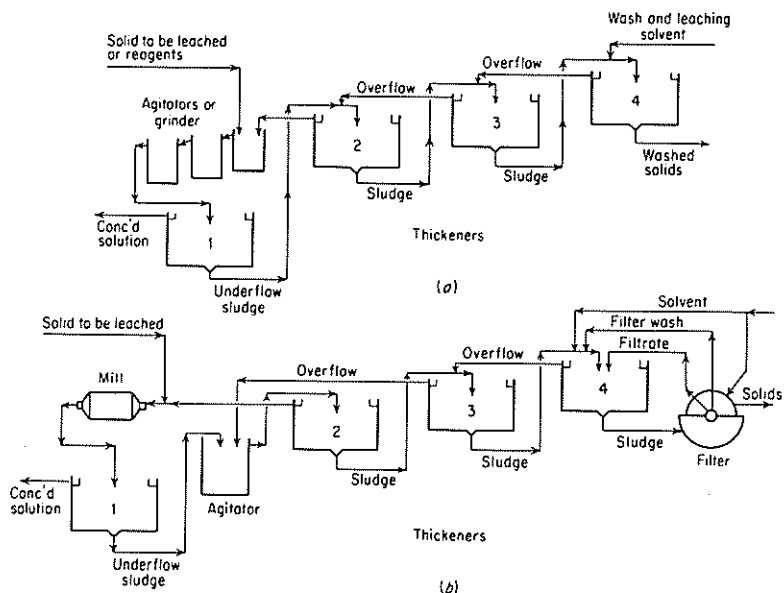 Solid to be leached
or reagents
Agitators or
grinder
Overflow
Overflow
Wash and leaching
solvent
2
3
4
Sludge
Sludge
Washed
solids
Conc'd
solution
1
Underflow
sludge
Thickeners
(a)
Solid to be leached
Mill
Overflow
Overflow
Solvent
Filter wash
Filtrate
2
3
4
Solids
Sludge
Sludge
Sludge
Filter
Conc'd
solution
1
Agitator
Underflow
sludge
Thickeners
(b)